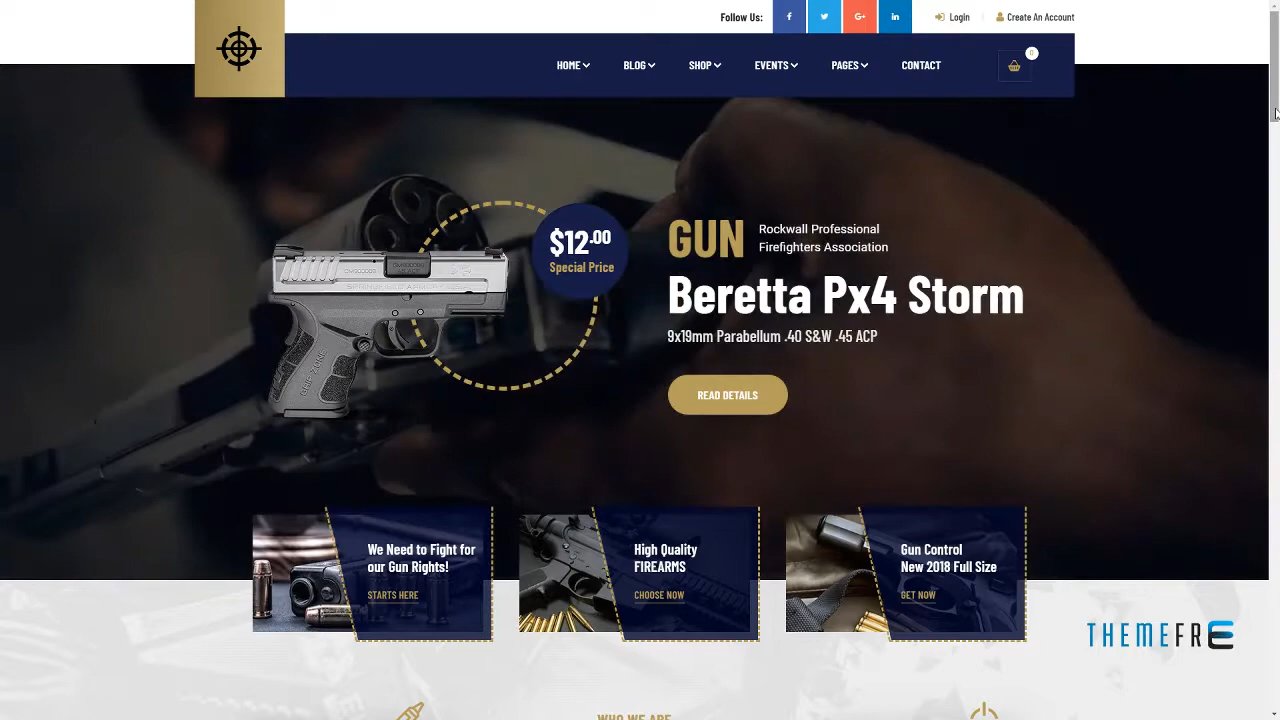 Follow Us:
Login
Create An Account
HOME
BLOG
SHOP
EVENTS
PAGES
CONTACT
0
$12.00
Special Price
GUN
Rockwall Professional
Firefighters Association
Beretta Px4 Storm
9x19mm Parabellum .40 S&W .45 ACP
READ DETAILS
We Need to Fight for
our Gun Rights!
STARTS HERE
High Quality
FIREARMS
CHOOSE NOW
Gun Control
New 2018 Full Size
GET NOW
THEMEFRE
WHO WE ARE